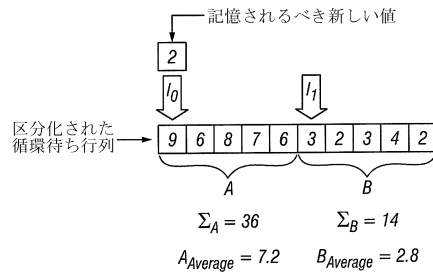 記憶されるべき新しい値
2
I0 I1
区分化された
循環待ち行列
9 6 8 7 6 3 2 3 4 2
A B
ΣA = 36 ΣB = 14
AAverage = 7.2 BAverage = 2.8